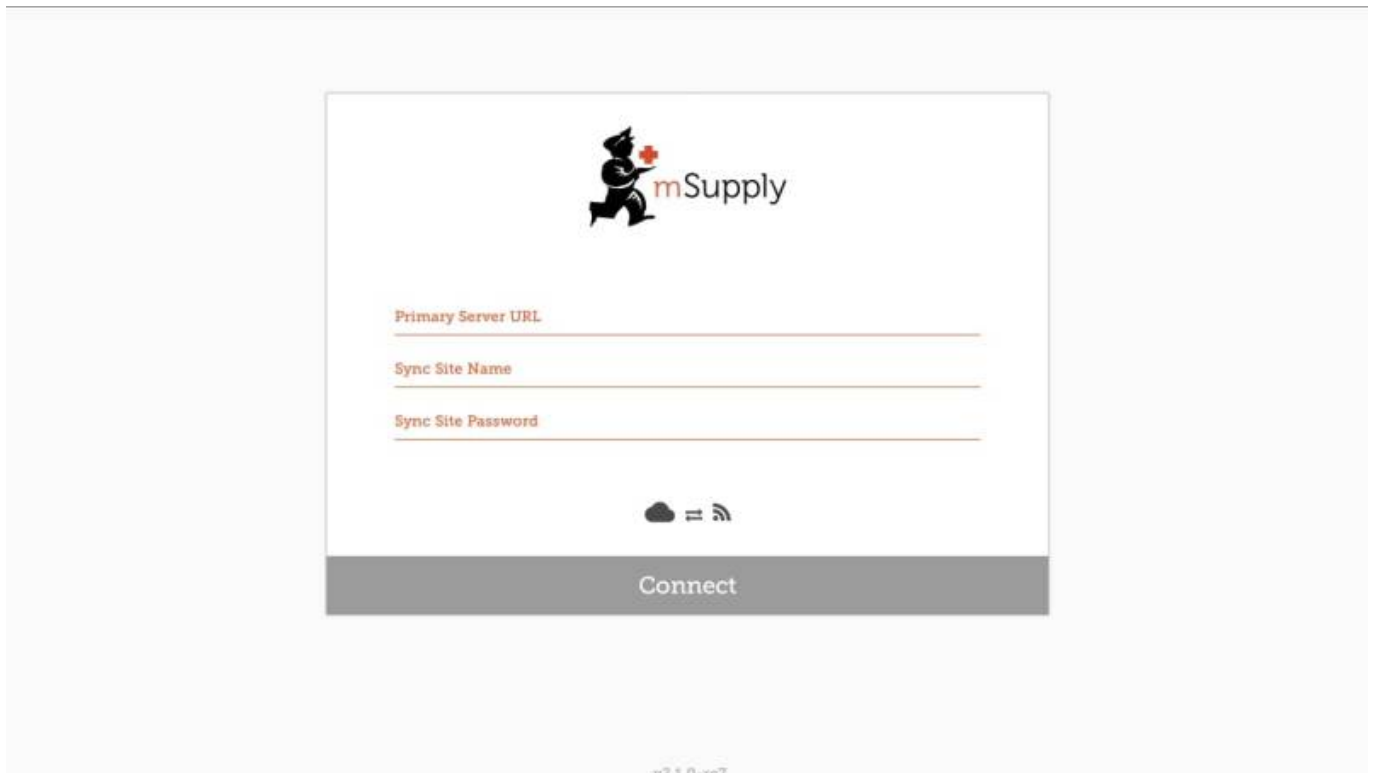 mSupply
Primary Server URL
Sync Site Name
Sync Site Password
Connect